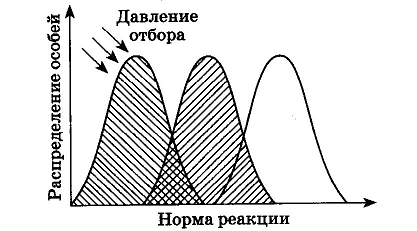 Давление
отбора
Распределение особей
Норма реакции